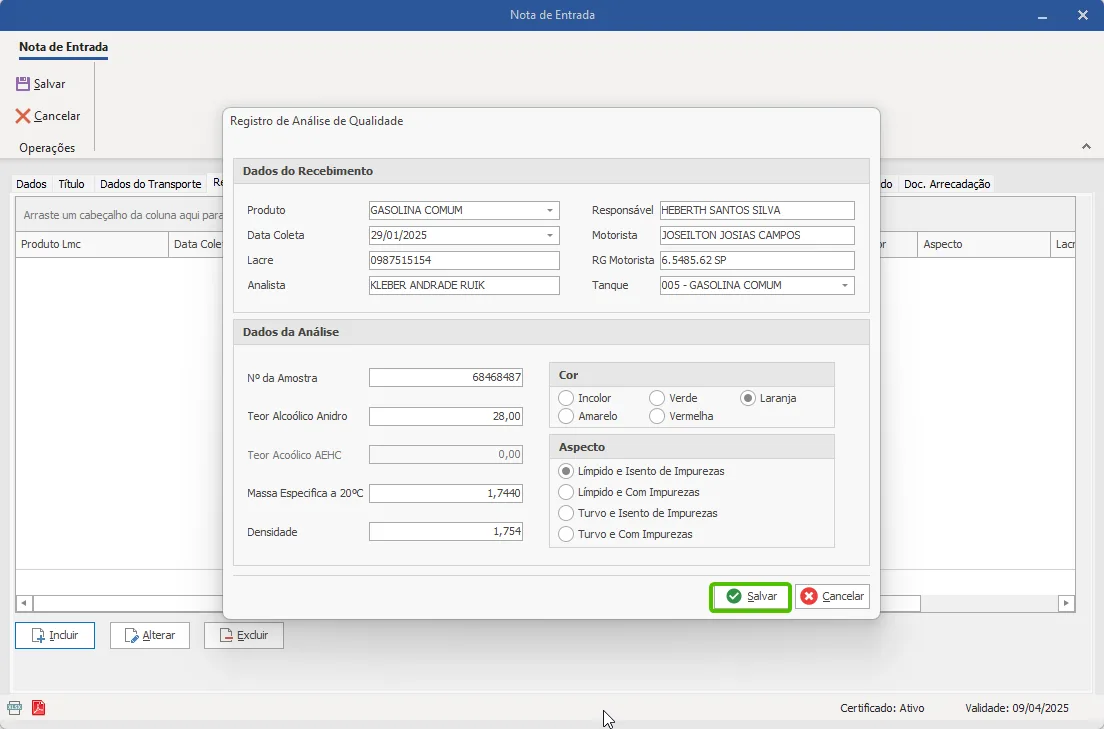 Nota de Entrada
Nota de Entrada
Salvar
Cancelar
Operações
Dados Título Dados do Transporte Re do Doc. Arrecadação
Arraste um cabeçalho da coluna aqui para
Produto Lmc Data Cole or Aspecto Lacr
Registro de Análise de Qualidade
Dados do Recebimento
Produto GASOLINA COMUM Responsável HEBERTH SANTOS SILVA
Data Coleta 29/01/2025 Motorista JOSEILTON JOSIAS CAMPOS
Lacre 0987515154 RG Motorista 6.5485.62 SP
Analista KLEBER ANDRADE RUIK Tanque 005 - GASOLINA COMUM
Dados da Análise
Nº da Amostra 68468487
Teor Alcoólico Anidro 28,00
Teor Acoólico AEHC 0,00
Massa Especifica a 20ºC 1,7440
Densidade 1,754
Cor
Incolor Verde Laranja
Amarelo Vermelha
Aspecto
Límpido e Isento de Impurezas
Límpido e Com Impurezas
Turvo e Isento de Impurezas
Turvo e Com Impurezas
Salvar Cancelar
Incluir Alterar Excluir
Certificado: Ativo Validade: 09/04/2025